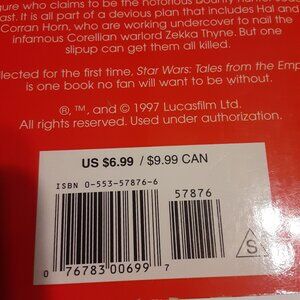 gure who claims to be the notorious bounty hunter
ast. It is all part of a devious plan that includes Hal and
Corran Horn, who are working undercover to nail the
infamous Corellian warlord Zekka Thyne. But one
slipup can get them all killed.
llected for the first time, Star Wars: Tales from the Emp
is one book no fan will want to be without.
®, ™, and © 1997 Lucasfilm Ltd.
All rights reserved. Used under authorization.
US $6.99 / $9.99 CAN
ISBN 0-553-57876-6
57876
0 76783 00699 7
S